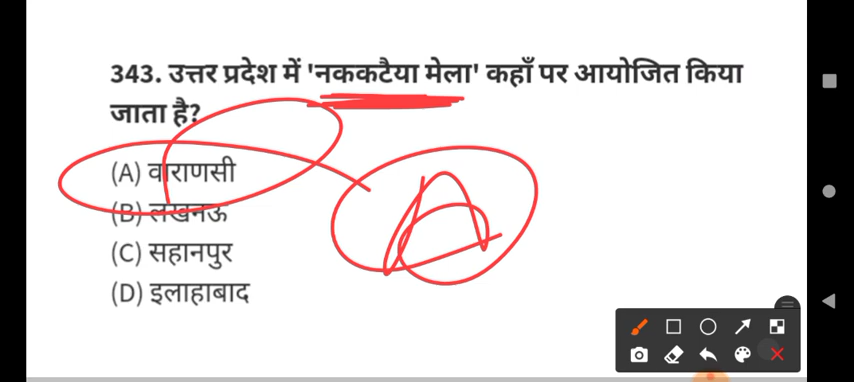 343. उत्तर प्रदेश में 'नककटैया मेला' कहाँ पर आयोजित किया
जाता है?
(A) वाराणसी
(B) लखनऊ
(C) सहानपुर
(D) इलाहाबाद
A